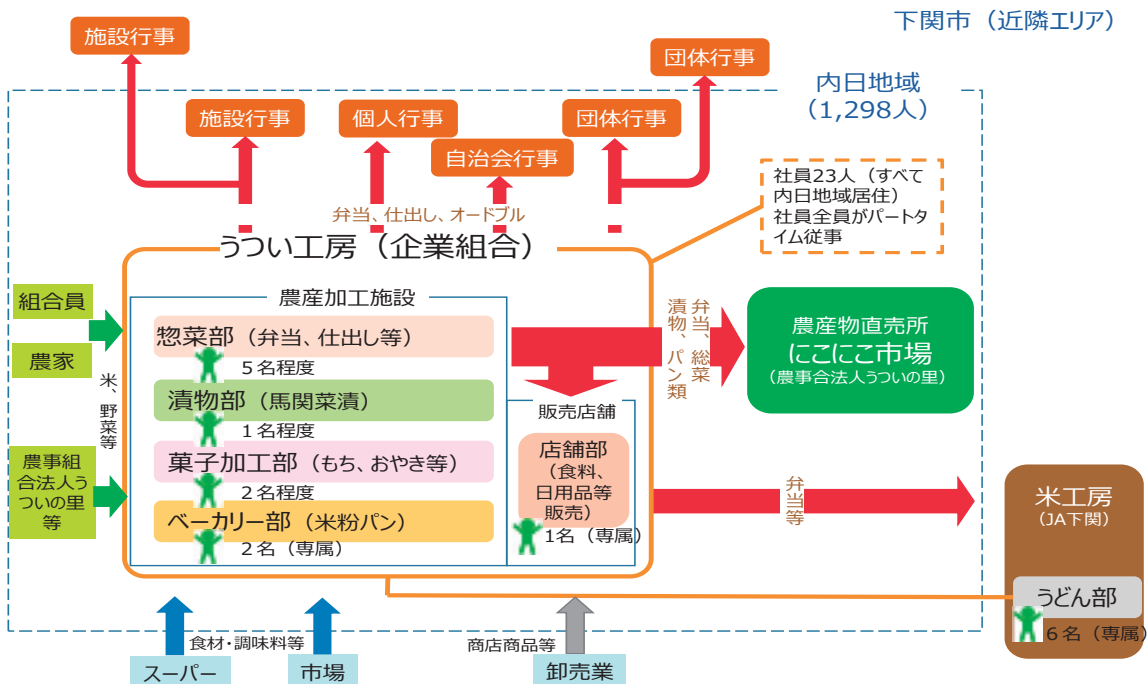 下関市（近隣エリア）
施設行事
団体行事
内日地域
（1,298人）
施設行事
個人行事
団体行事
自治会行事
社員23人（すべて
内日地域居住）
社員全員がパートタ
イム従事
弁当、仕出し、オードブル
うつい工房（企業組合）
組合員
農家
米、野菜等
農事組
合法人う
ついの里
等
農産加工施設
惣菜部（弁当、仕出し等）
５名程度
漬物部（馬関菜漬）
１名程度
菓子加工部（もち、おやき等）
２名程度
ベーカリー部（米粉パン）
２名（専属）
販売店舗
店舗部
（食料、
日用品等
販売）
1名（専属）
弁当、総菜
漬物、パン類
農産物直売所
にこにこ市場
（農事合法人うついの里）
弁当等
米工房
（JA下関）
うどん部
６名（専属）
食材・調味料等
商店商品等
スーパー
市場
卸売業